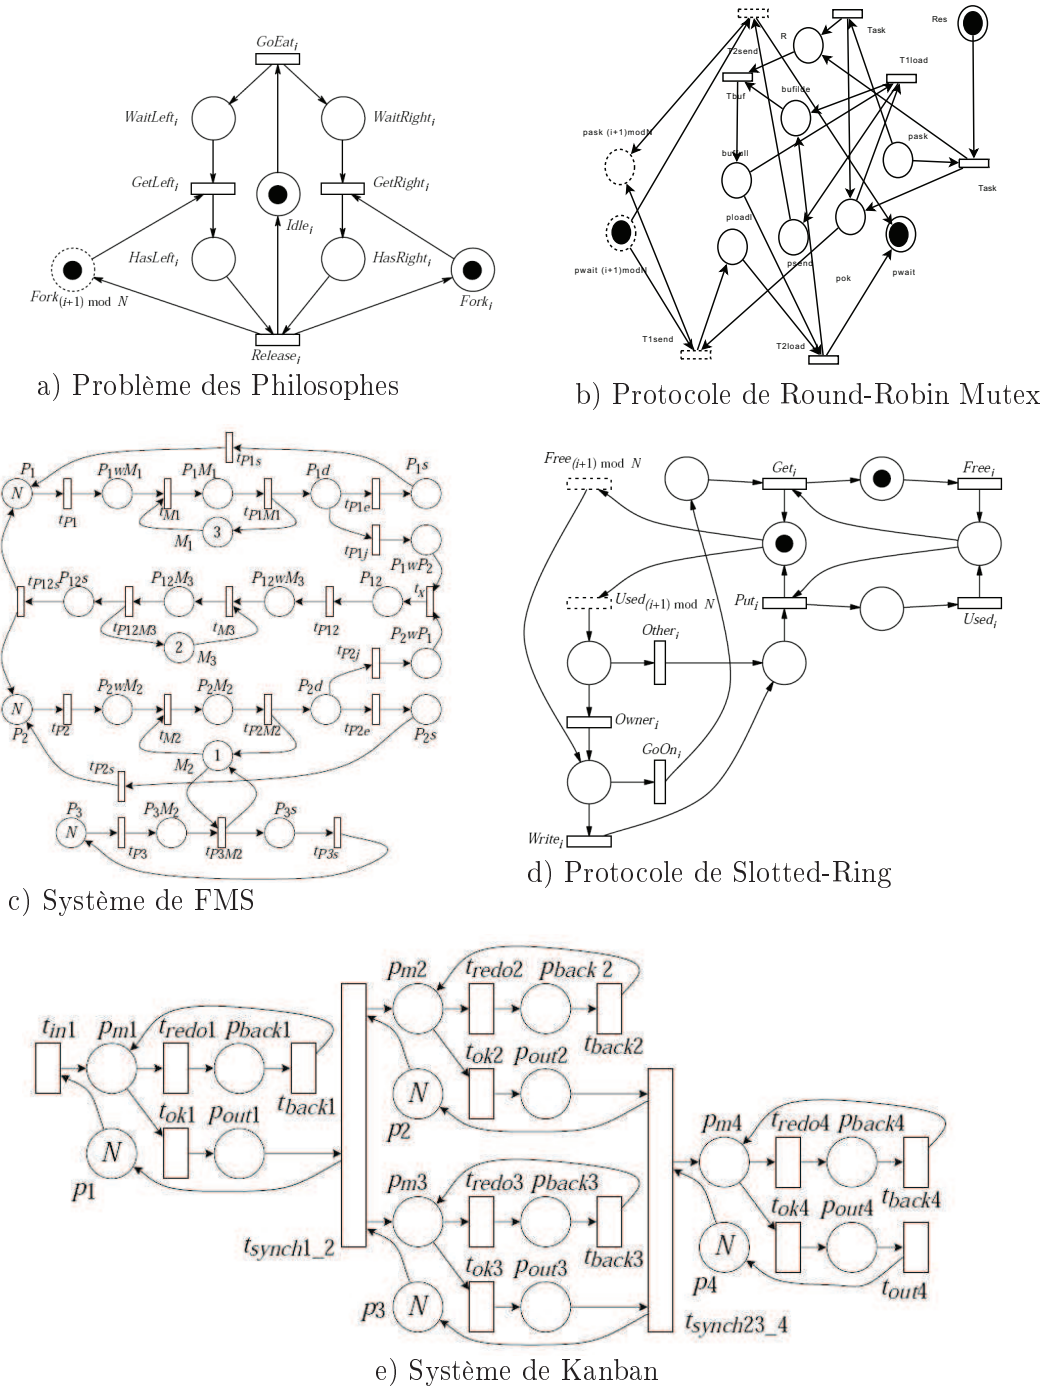 GoEat_i
WaitLeft_i
WaitRight_i
GetLeft_i
GetRight_i
Idle_i
HasLeft_i
HasRight_i
Fork_(i+1) mod N
Fork_i
Release_i
a) Problème des Philosophes
T2send
R
Task
Res
T1load
Tbuf
bufilde
pask (i+1)modN
pask
bufull
Task
ploadl
pwait (i+1)modN
psend
pok
pwait
T1send
T2load
b) Protocole de Round-Robin Mutex
t_P1s
P_1
P_1wM_1
P_1M_1
P_1d
P_1s
N
t_P1
t_M1
t_P1M1
t_P1e
M_1
3
t_P1j
P_1wP_2
t_P12s
P_12s
P_12M_3
P_12wM_3
P_12
t_x
t_P12M3
t_M3
t_P12
P_2wP_1
2
M_3
t_P2j
P_2wM_2
P_2M_2
P_2d
N
P_2
t_P2
t_M2
t_P2M2
t_P2e
P_2s
M_2
1
t_P2s
P_3
P_3M_2
P_3s
N
t_P3
t_P3M2
t_P3s
c) Système de FMS
Free_(i+1) mod N
Get_i
Free_i
Used_(i+1) mod N
Put_i
Used_i
Other_i
Owner_i
GoOn_i
Write_i
d) Protocole de Slotted-Ring
p_m2
t_redo2
p_back 2
t_in1
p_m1
t_redo1
p_back1
t_back2
t_ok2
p_out2
t_back1
t_ok1
p_out1
N
p_2
N
p_1
p_m3
t_redo3
p_back3
p_m4
t_redo4
p_back4
t_back4
t_ok4
p_out4
t_synch1_2
t_back3
t_ok3
p_out3
N
p_4
t_out4
p_3
N
t_synch23_4
e) Système de Kanban